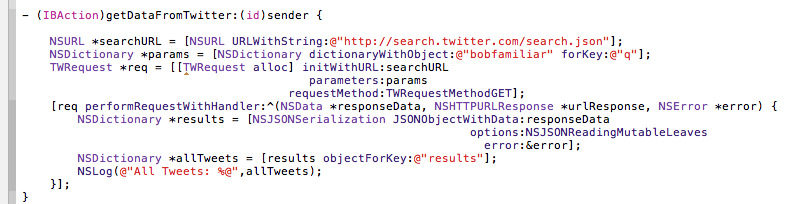 - (IBAction)getDataFromTwitter:(id)sender {
NSURL *searchURL = [NSURL URLWithString:@"http://search.twitter.com/search.json"];
NSDictionary *params = [NSDictionary dictionaryWithObject:@"bobfamiliar" forKey:@"q"];
TWRequest *req = [[TWRequest alloc] initWithURL:searchURL
parameters:params
requestMethod:TWRequestMethodGET];
[req performRequestWithHandler:^(NSData *responseData, NSHTTPURLResponse *urlResponse, NSError *error) {
NSDictionary *results = [NSJSONSerialization JSONObjectWithData:responseData
options:NSJSONReadingMutableLeaves
error:&error];
NSDictionary *allTweets = [results objectForKey:@"results"];
NSLog(@"All Tweets: %@",allTweets);
}];
}